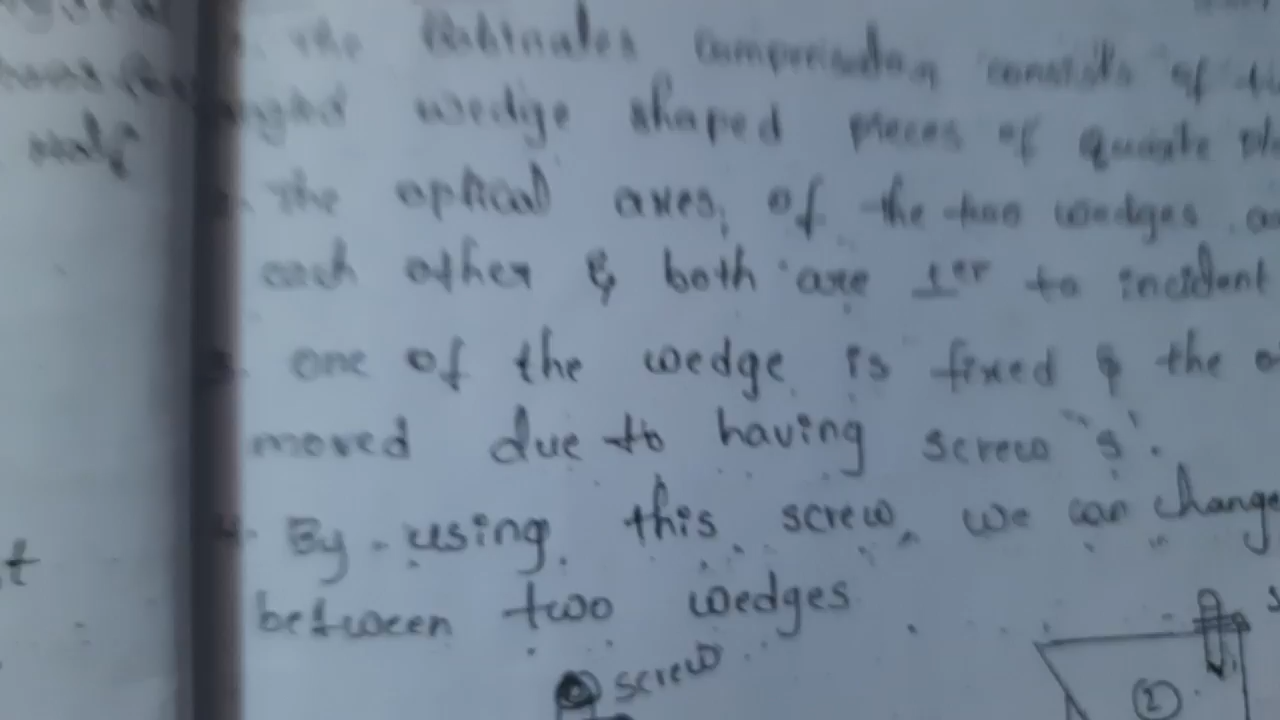 the Babinates consists of
wedge shaped pieces of quartz
the optical axes, of the two wedges
each other & both are ⊥er to incident
one of the wedge is fixed & the
moved due to having screw "s".
4. By using, this screw, we can change
between two wedges
screw
2